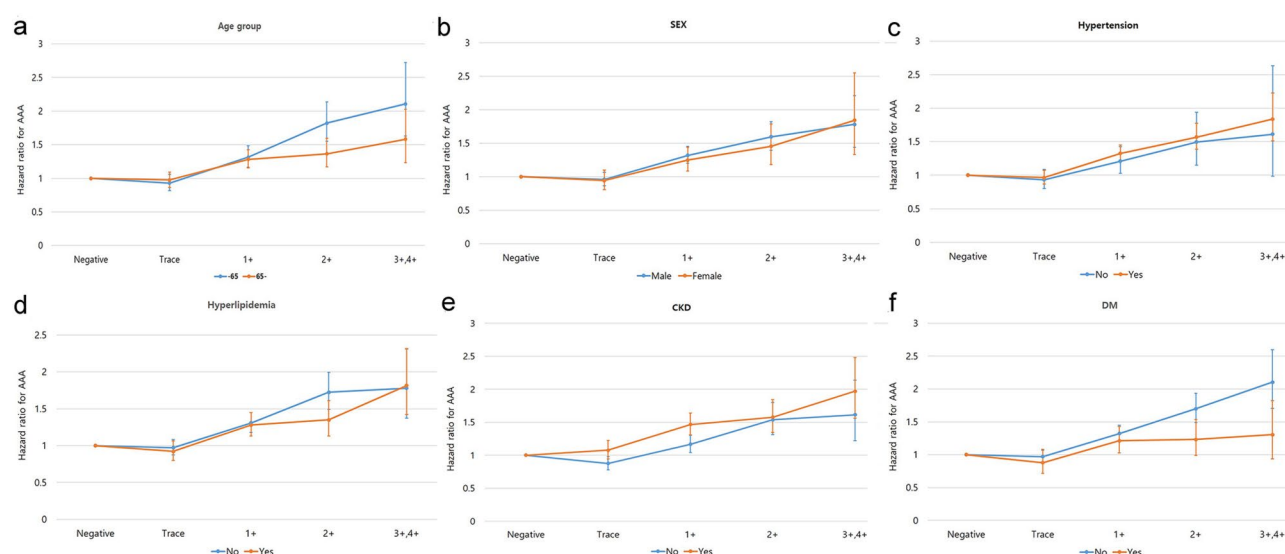 a
Age group
Hazard ratio for AAA
3
2.5
2
1.5
1
0.5
0
Negative Trace 1+ 2+ 3+,4+
-65 65-
b
SEX
Hazard ratio for AAA
3
2.5
2
1.5
1
0.5
0
Negative Trace 1+ 2+ 3+,4+
Male Female
c
Hypertension
Hazard ratio for AAA
3
2.5
2
1.5
1
0.5
0
Negative Trace 1+ 2+ 3+,4+
No Yes
d
Hyperlipidemia
Hazard ratio for AAA
2.5
2
1.5
1
0.5
0
Negative Trace 1+ 2+ 3+,4+
No Yes
e
CKD
Hazard ratio for AAA
3
2.5
2
1.5
1
0.5
0
Negative Trace 1+ 2+ 3+,4+
No Yes
f
DM
Hazard ratio for AAA
3
2.5
2
1.5
1
0.5
0
Negative Trace 1+ 2+ 3+,4+
No Yes